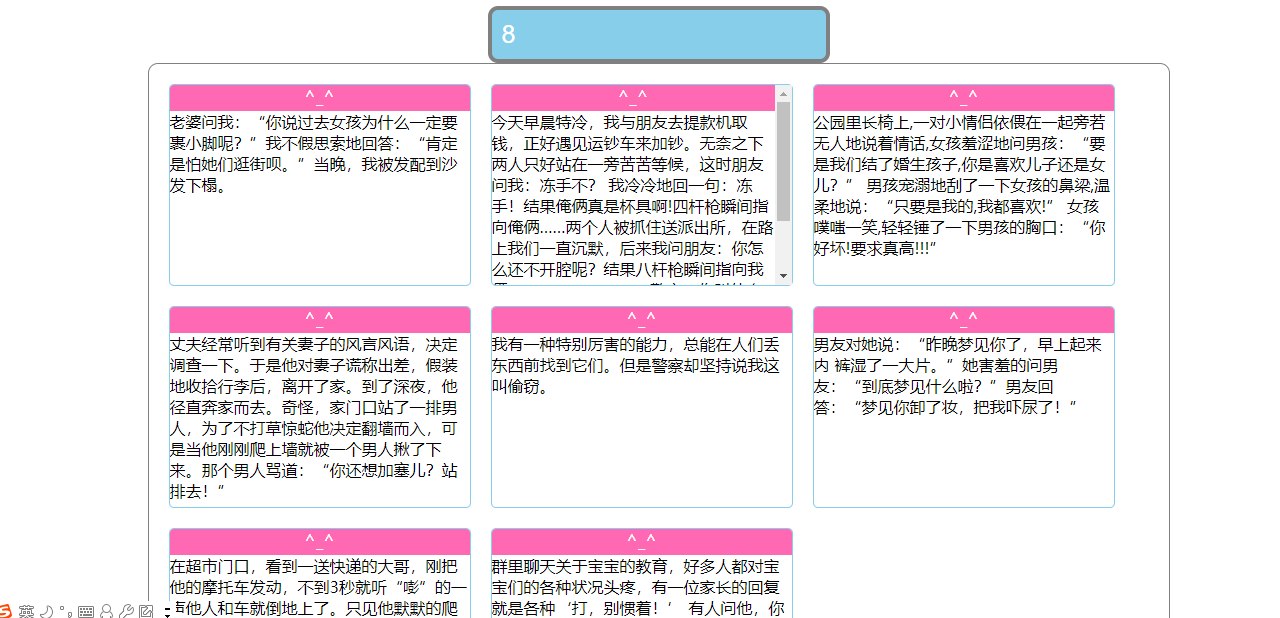 8
^_^
老婆问我：“你说过去女孩为什么一定要
裹小脚呢？”我不假思索地回答：“肯定
是怕她们逛街呗。”当晚，我被发配到沙
发下榻。
^_^
今天早晨特冷，我与朋友去提款机取
钱，正好遇见运钞车来加钞。无奈之下
两人只好站在一旁苦苦等候，这时朋友
问我：冻手不？ 我冷冷地回一句：冻
手！结果俺俩真是杯具啊!四杆枪瞬间指
向俺俩……两个人被抓住送派出所，在路
上我们一直沉默，后来我问朋友：你怎
么还不开腔呢？结果八杆枪瞬间指向我
^_^
公园里长椅上,一对小情侣依偎在一起旁若
无人地说着情话,女孩羞涩地问男孩：“要
是我们结了婚生孩子,你是喜欢儿子还是女
儿？” 男孩宠溺地刮了一下女孩的鼻梁,温
柔地说：“只要是我的,我都喜欢!” 女孩
噗嗤一笑,轻轻锤了一下男孩的胸口：“你
好坏!要求真高!!!”
^_^
丈夫经常听到有关妻子的风言风语，决定
调查一下。于是他对妻子谎称出差，假装
地收拾行李后，离开了家。到了深夜，他
径直奔家而去。奇怪，家门口站了一排男
人，为了不打草惊蛇他决定翻墙而入，可
是当他刚刚爬上墙就被一个男人揪了下
来。那个男人骂道：“你还想加塞儿？站
排去！”
^_^
我有一种特别厉害的能力，总能在人们丢
东西前找到它们。但是警察却坚持说我这
叫偷窃。
^_^
男友对她说：“昨晚梦见你了，早上起来
内 裤湿了一大片。”她害羞的问男
友：“到底梦见什么啦？”男友回
答：“梦见你卸了妆，把我吓尿了！”
^_^
在超市门口，看到一送快递的大哥，刚把
他的摩托车发动，不到3秒就听“嘭”的一
声他人和车就倒地上了。只见他默默的爬
^_^
群里聊天关于宝宝的教育，好多人都对宝
宝们的各种状况头疼，有一位家长的回复
就是各种‘打，别惯着！‘ 有人问他，你
英